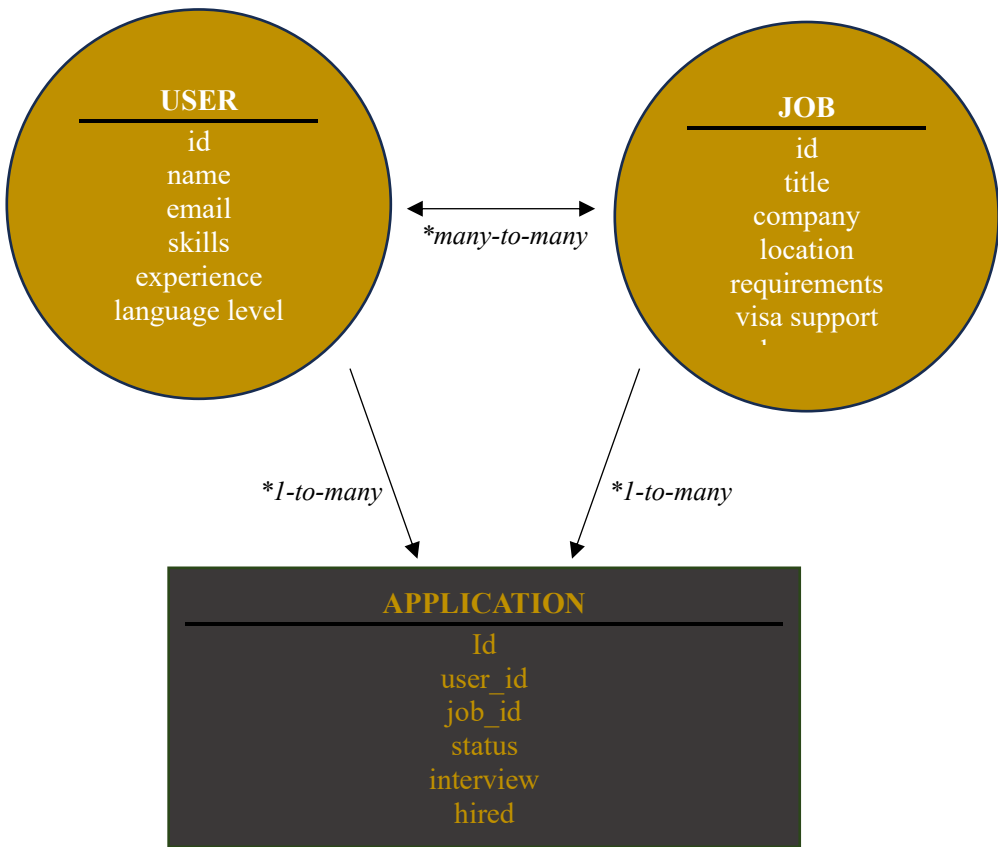 USER
id
name
email
skills
experience
language level
JOB
id
title
company
location
requirements
visa support
*many-to-many
*1-to-many
*1-to-many
APPLICATION
Id
user_id
job_id
status
interview
hired